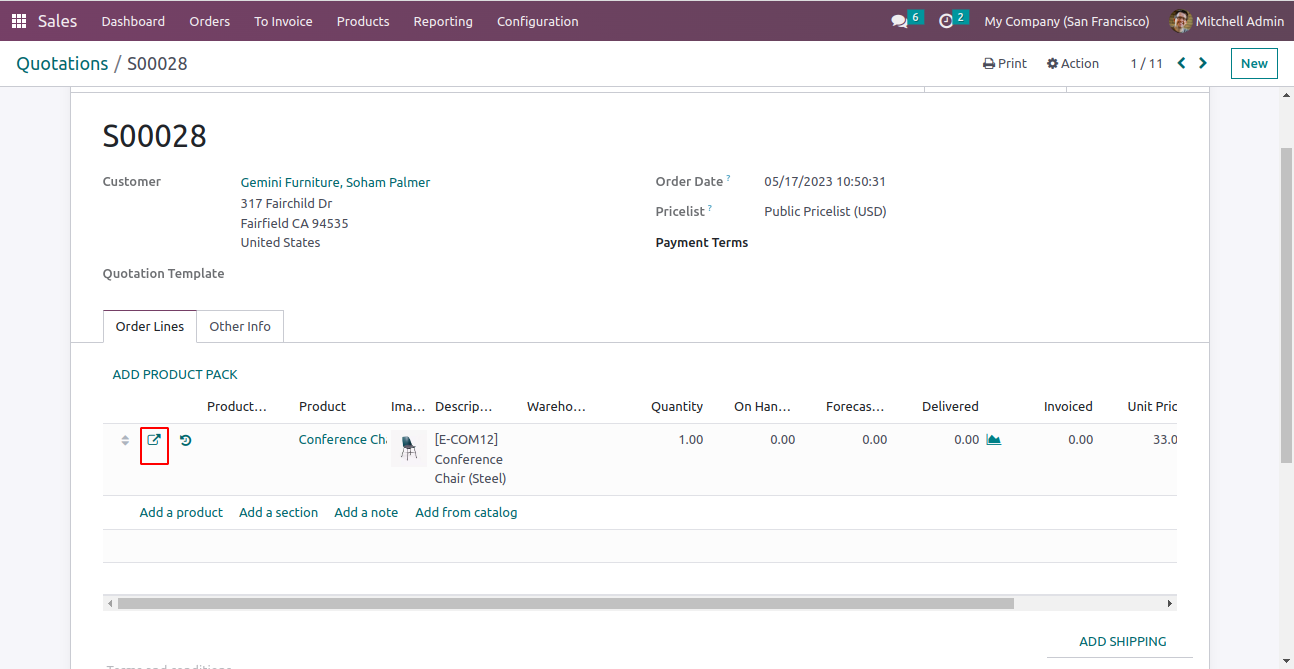 Sales Dashboard Orders To Invoice Products Reporting Configuration 6 2 My Company (San Francisco) Mitchell Admin
Quotations / S00028 Print Action 1 / 11 New
S00028
Customer Gemini Furniture, Soham Palmer Order Date ? 05/17/2023 10:50:31
317 Fairchild Dr Pricelist ? Public Pricelist (USD)
Fairfield CA 94535
United States Payment Terms
Quotation Template
Order Lines Other Info
ADD PRODUCT PACK
Product... Product Ima... Descrip... Wareho... Quantity On Han... Forecas... Delivered Invoiced Unit Pric
Conference Cha [E-COM12] 1.00 0.00 0.00 0.00 0.00 33.0
Conference
Chair (Steel)
Add a product Add a section Add a note Add from catalog
ADD SHIPPING
Terms and conditions